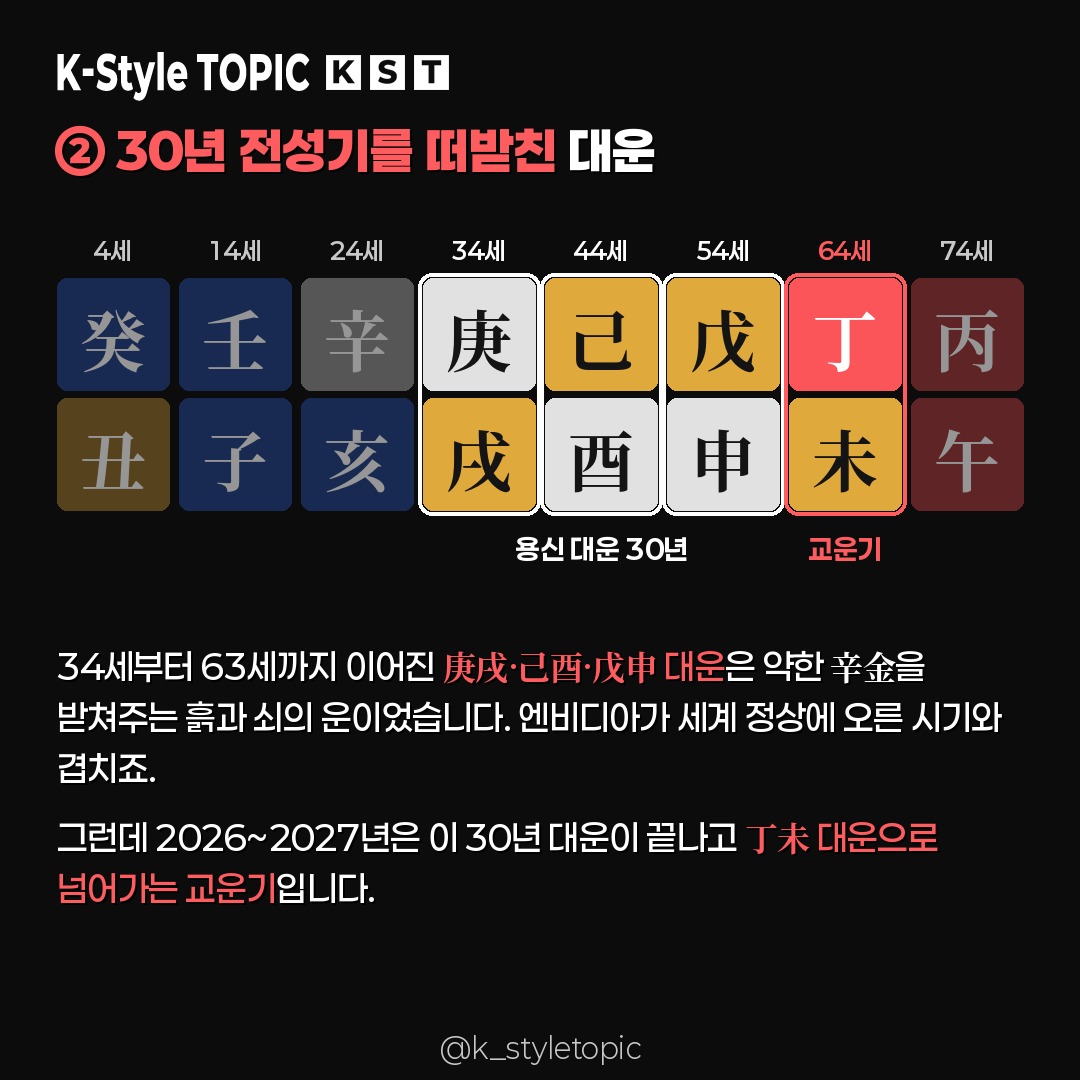 K-Style TOPIC KST
② 30년 전성기를 떠받친 대운
4세 14세 24세 34세 44세 54세 64세 74세
癸 壬 辛 庚 己 戊 丁 丙
丑 子 亥 戌 酉 申 未 午
용신 대운 30년 교운기
34세부터 63세까지 이어진 庚戌·己酉·戊申 대운은 약한 辛金을
받쳐주는 흙과 쇠의 운이었습니다. 엔비디아가 세계 정상에 오른 시기와
겹치죠.
그런데 2026~2027년은 이 30년 대운이 끝나고 丁未 대운으로
넘어가는 교운기입니다.
@k_styletopic